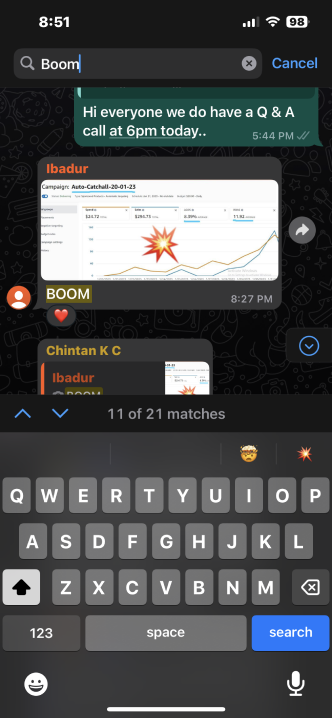 8:51
98
Boom
Cancel
Hi everyone we do have a Q & A
call at 6pm today..
5:44 PM
Ibadur
Campaign: Auto-Catchall-20-01-23
$24.72
$294.73
8.39%
11.92
BOOM
8:27 PM
Chintan K C
Ibadur
BOOM
11 of 21 matches
Q W E R T Y U I O P
A S D F G H J K L
Z X C V B N M
123
space
search